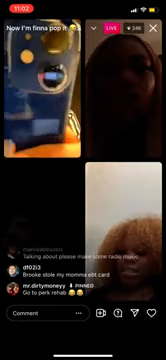 11:02
Now I'm finna pop it
LIVE
246
Talking about please make some radio music
df02i3
Brooke stole my momma ebt card
mr.dirtymoneyy PINNED
Go to perk rehab 😂😂
Comment